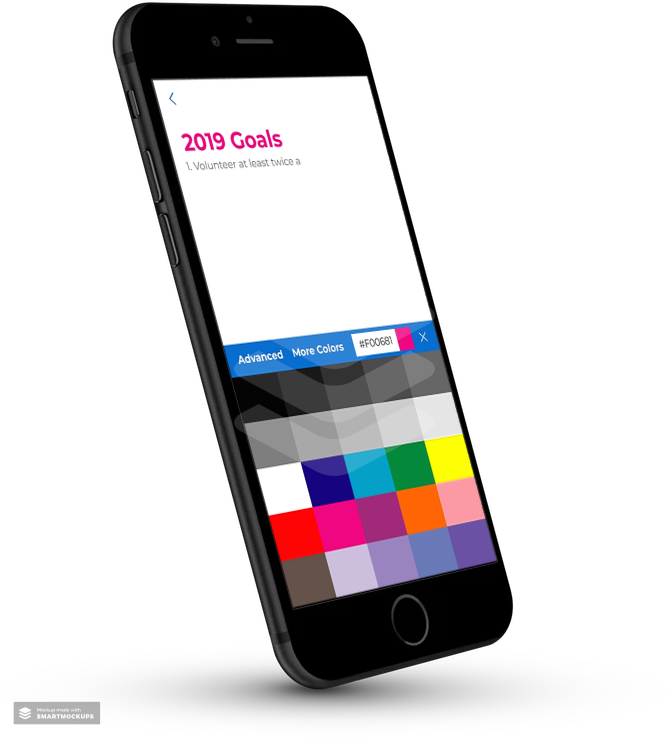 2019 Goals
1. Volunteer at least twice a
Advanced More Colors #F00681
Mockup made with
SMARTMOCKUPS